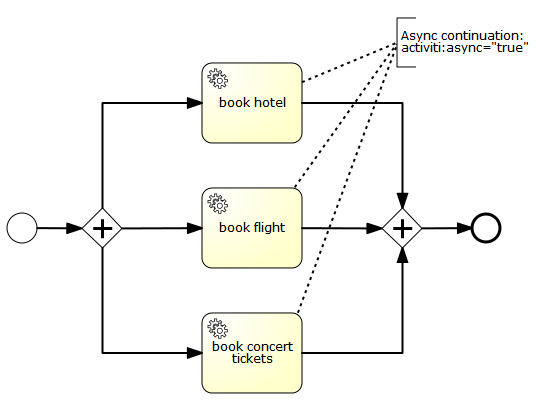 Async continuation:
activiti:async="true"
book hotel
book flight
book concert
tickets